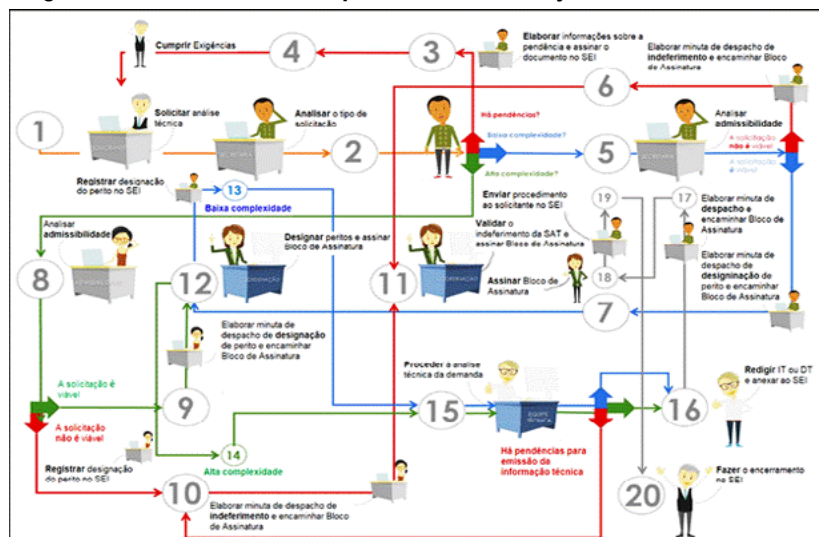 Cumprir Exigências
4
3
Elaborar informações sobre a
pendência e assinar o
documento no SEI
Elaborar minuta de despacho de
indeferimento e encaminhar Bloco
de Assinatura
6
1
Solicitar análise
técnica
Analisar o tipo de
solicitação
2
Há pendências?
Baixa complexidade?
Alta complexidade?
5
Analisar
admissibilidade
A solicitação
não é viável
A solicitação
é viável
Registrar designação
do perito no SEI
13
Baixa complexidade
Enviar procedimento
ao solicitante no SEI
19
17
Elaborar minuta de
despacho e
encaminhar Bloco de
Assinatura
Analisar
admissibilidade
8
12
Designar peritos e assinar
Bloco de Assinatura
11
Validar o
indeferimento da SAT e
assinar Bloco de Assinatura
Assinar Bloco de
Assinatura
18
Elaborar minuta de
despacho de
designinação de
perito e encaminhar
Bloco de Assinatura
7
Elaborar minuta de
despacho de designação
de perito e encaminhar
Bloco de Assinatura
A solicitação é
viável
9
A solicitação
não é viável
Proceder à análise
técnica da demanda
15
EQUIPE
TÉCNICA
16
Redigir IT ou DT
e anexar ao SEI
14
Alta complexidade
Registrar designação
do perito no SEI
Há pendências para
emissão da
informação técnica
10
Elaborar minuta de despacho de
indeferimento e encaminhar Bloco
de Assinatura
20
Fazer o encerramento
no SEI